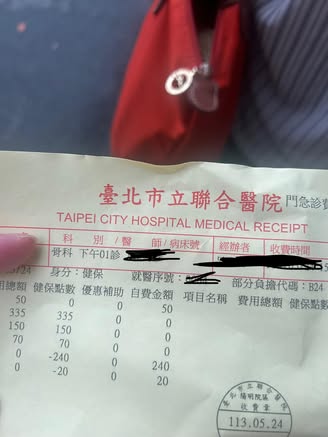 臺北市立聯合醫院 門急診費
TAIPEI CITY HOSPITAL MEDICAL RECEIPT
科 別/醫 師/病床號 經辦者 收費時間
骨科 下午01診
5/24 身分:健保 就醫序號: 部分負擔代碼:B24
用總額 健保點數 優惠補助 自費金額 項目名稱 費用總額 健保點
50 0 0 50
335 335 0 0
150 150 0 0
70 70 0 0
0 -240 0 240
0 -20 0 20
臺北市立聯合醫院
陽明院區
收費章
113.05.24